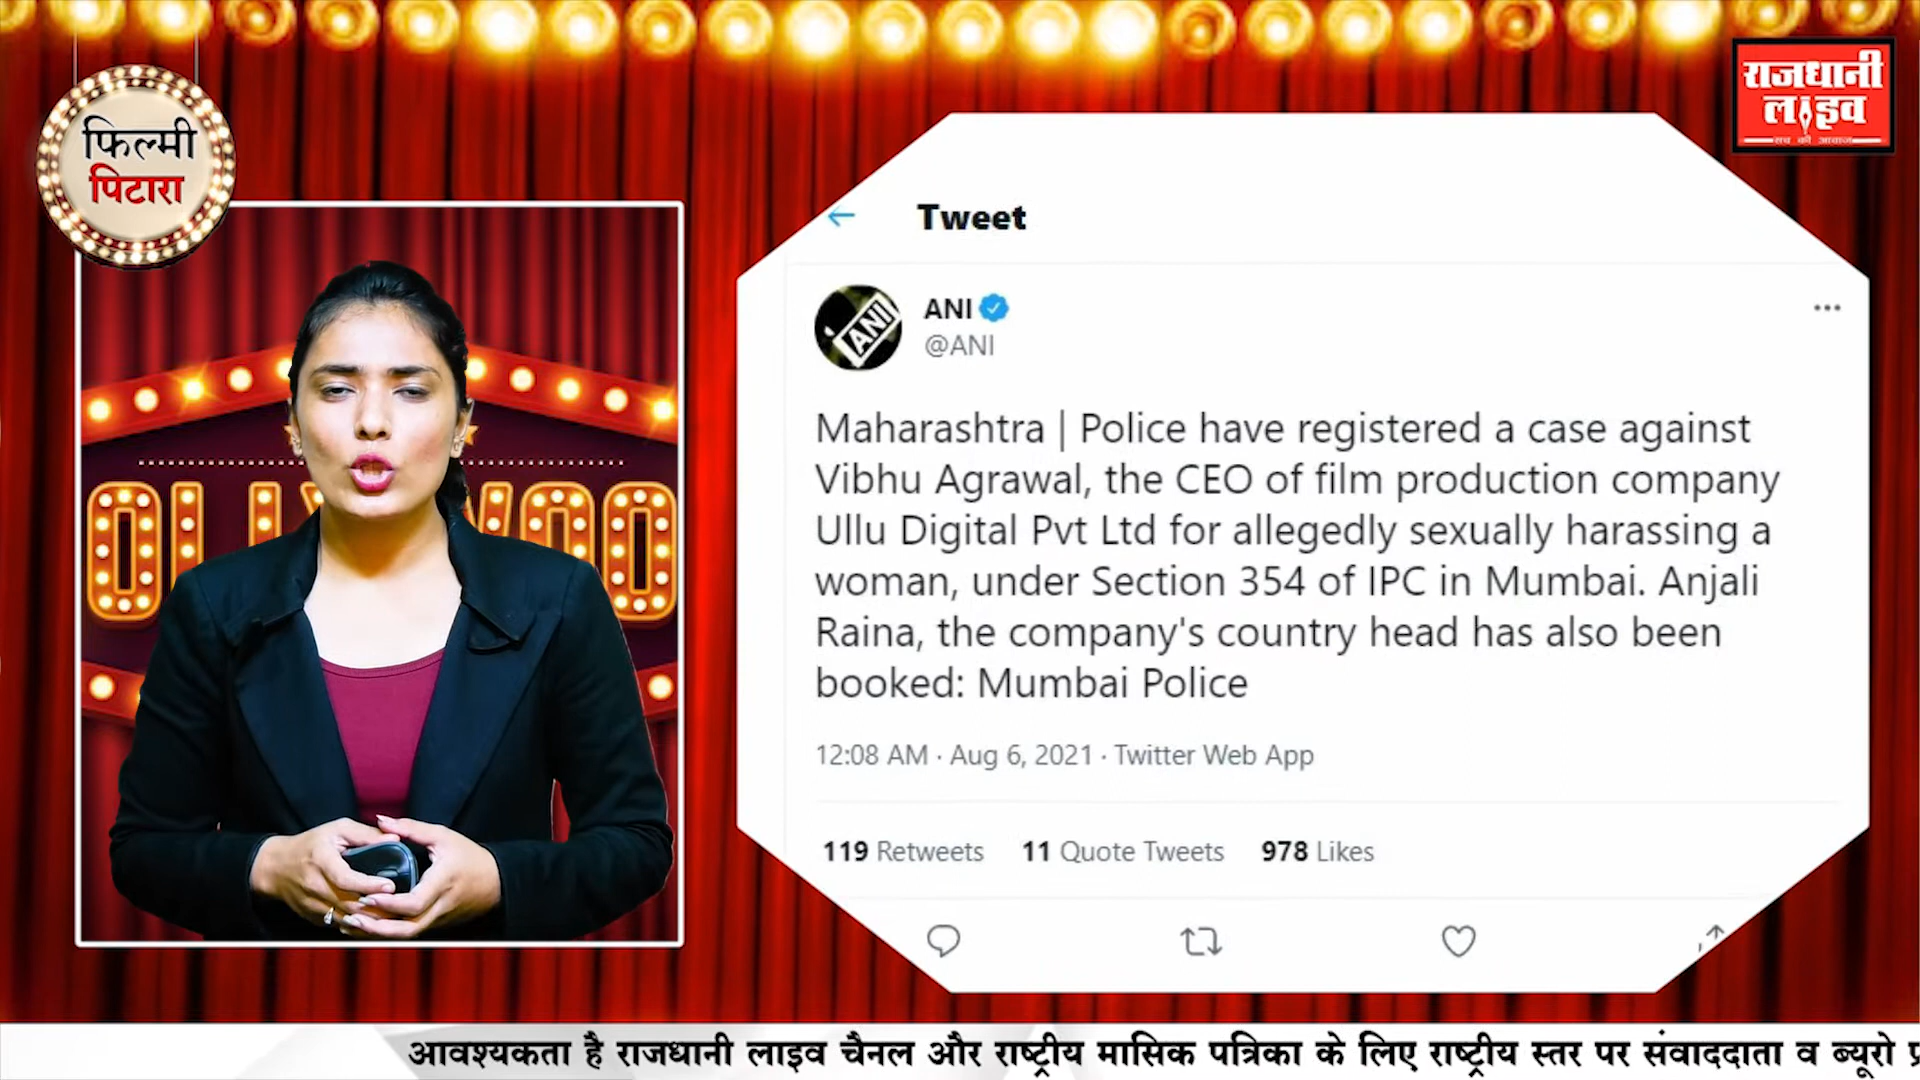 फिल्मी
पिटारा
राजधानी
लाइव
सच की आवाज
Tweet
ANI
@ANI
Maharashtra | Police have registered a case against
Vibhu Agrawal, the CEO of film production company
Ullu Digital Pvt Ltd for allegedly sexually harassing a
woman, under Section 354 of IPC in Mumbai. Anjali
Raina, the company's country head has also been
booked: Mumbai Police
12:08 AM · Aug 6, 2021 · Twitter Web App
119 Retweets 11 Quote Tweets 978 Likes
आवश्यकता है राजधानी लाइव चैनल और राष्ट्रीय मासिक पत्रिका के लिए राष्ट्रीय स्तर पर संवाददाता व ब्यूरो